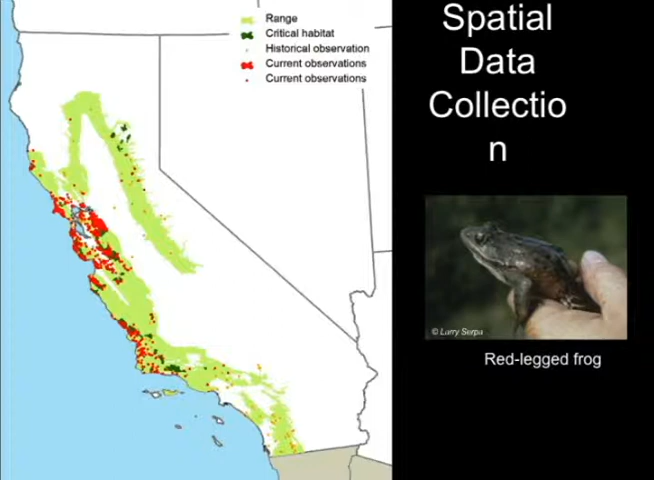 Range
Critical habitat
Historical observation
Current observations
Current observations
Spatial
Data
Collectio
n
© Larry Serpa
Red-legged frog